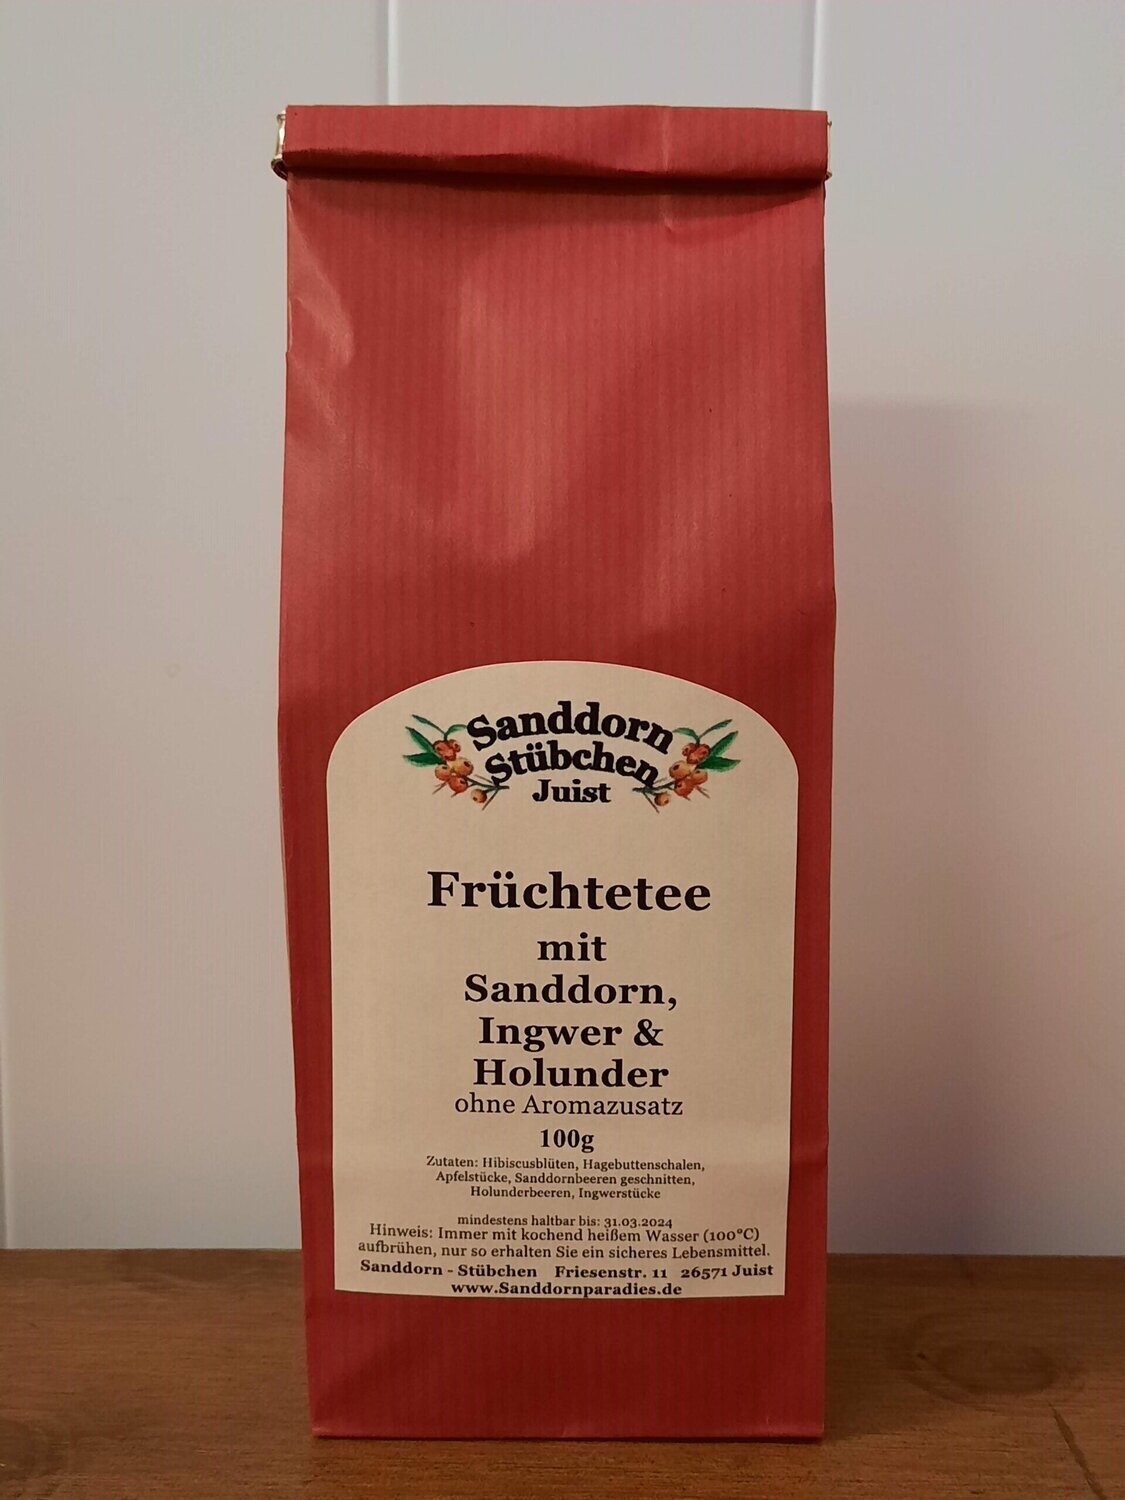 Sanddorn
Stübchen
Juist
Früchtetee
mit
Sanddorn,
Ingwer &
Holunder
ohne Aromazusatz
100g
Zutaten: Hibiscusblüten, Hagebuttenschalen,
Apfelstücke, Sanddornbeeren geschnitten,
Holunderbeeren, Ingwerstücke
mindestens haltbar bis: 31.03.2024
Hinweis: Immer mit kochend heißem Wasser (100°C)
aufbrühen, nur so erhalten Sie ein sicheres Lebensmittel.
Sanddorn - Stübchen Friesenstr. 11 26571 Juist
www.Sanddornparadies.de